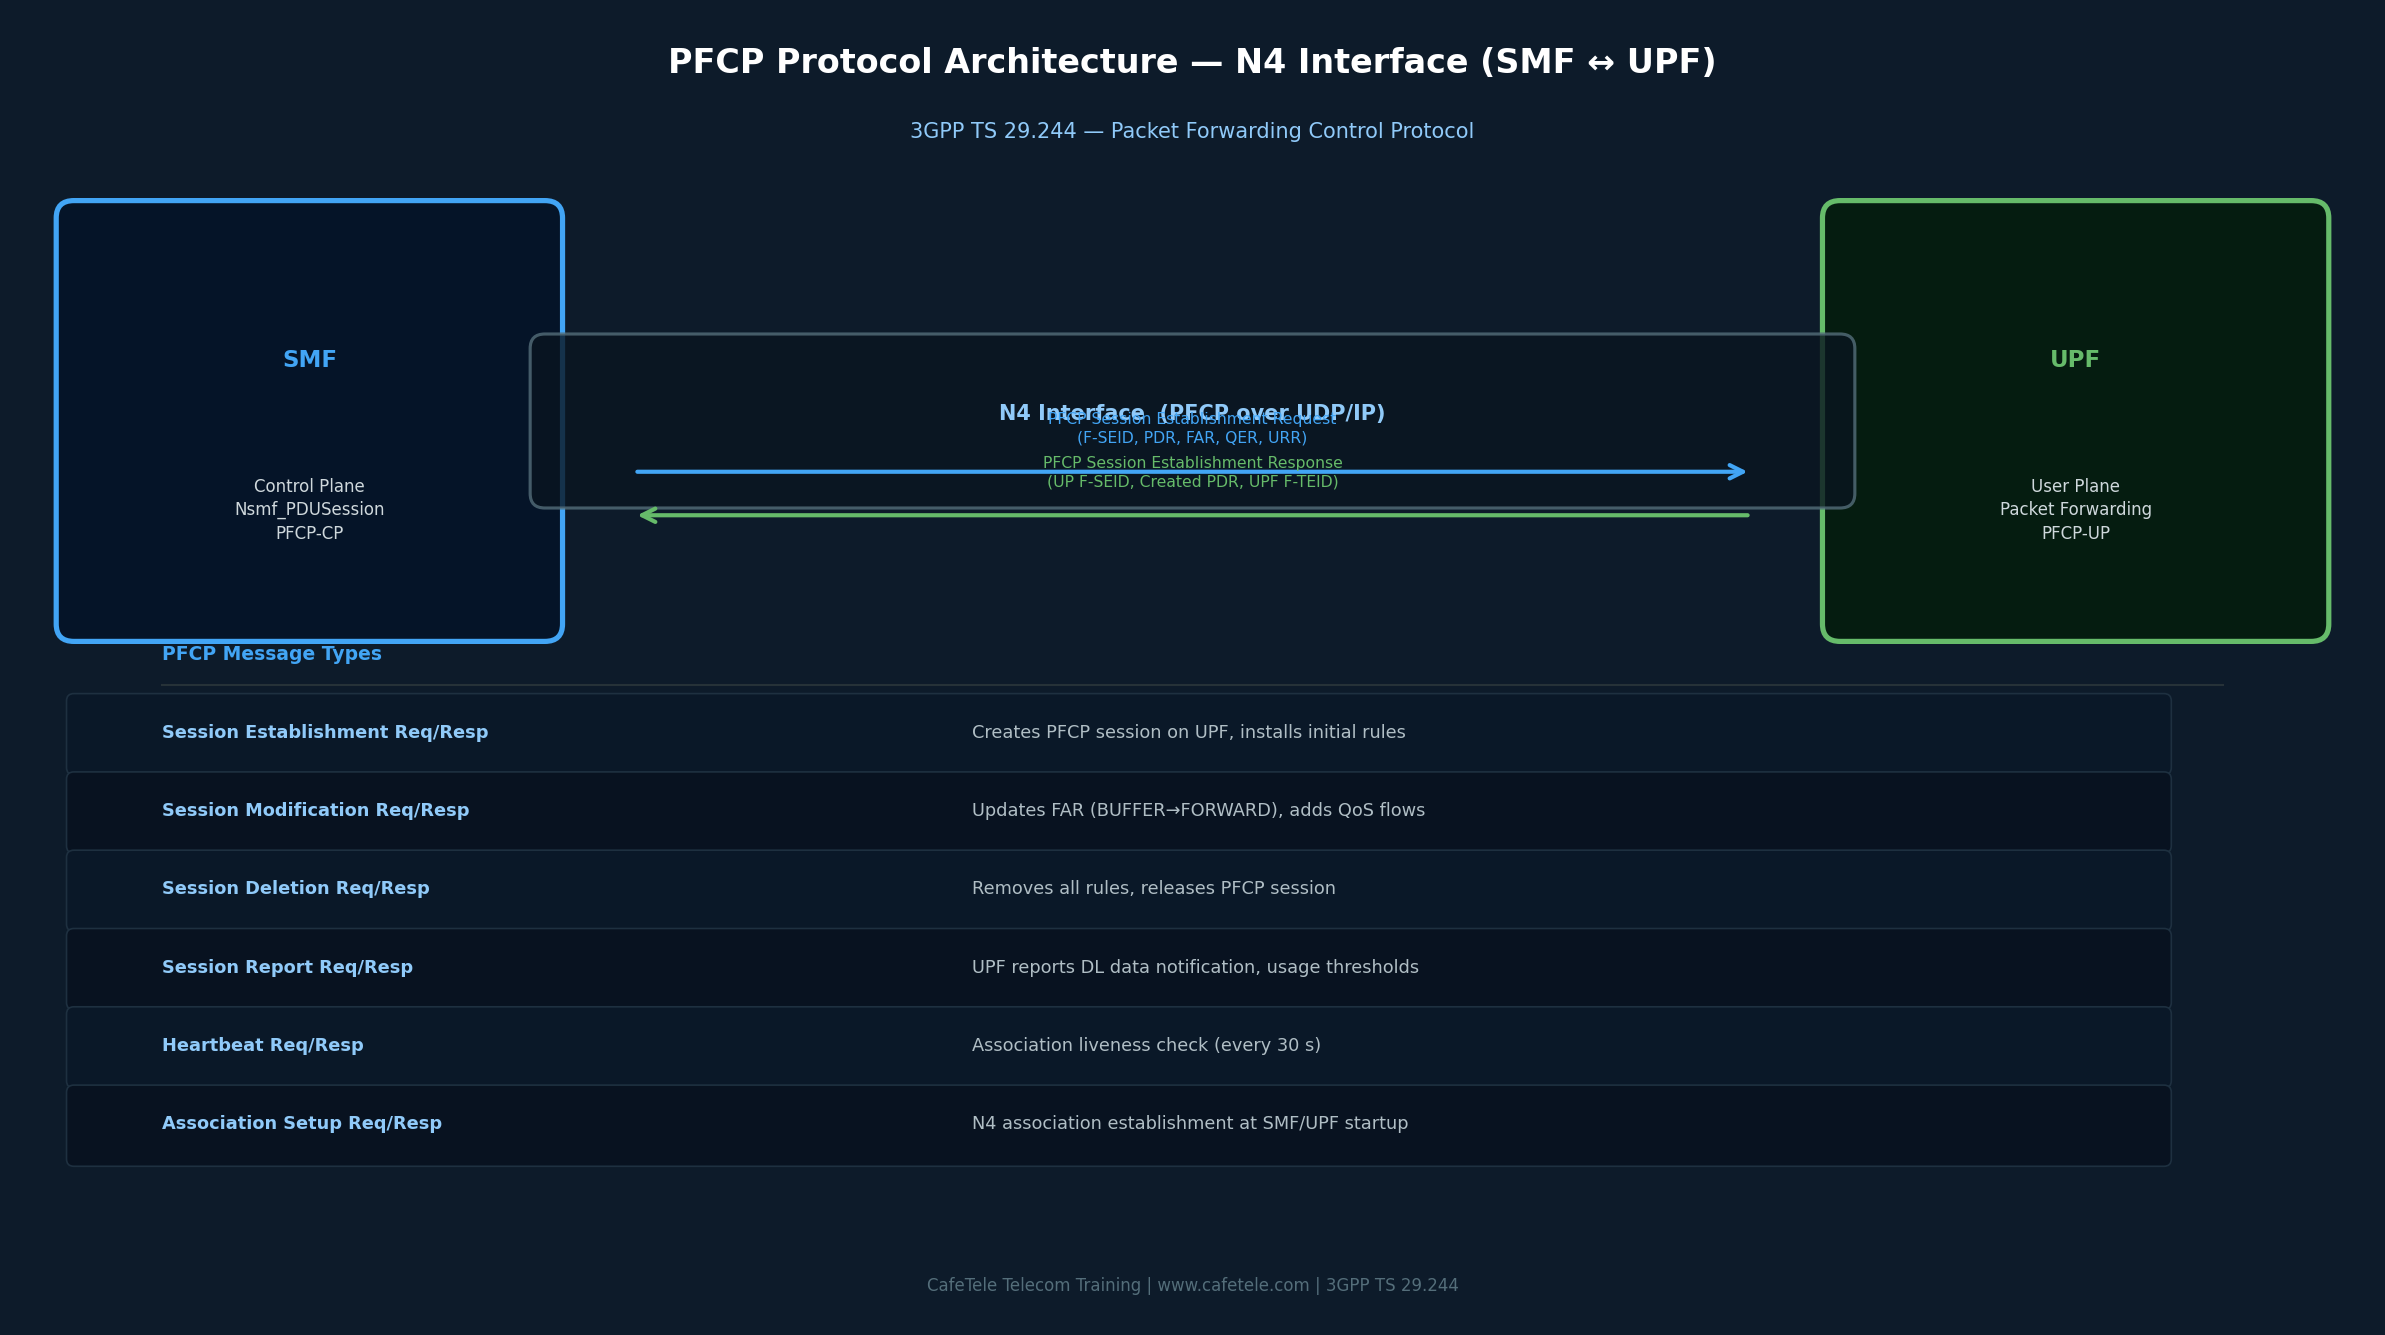 PFCP Protocol Architecture — N4 Interface (SMF ↔ UPF)
3GPP TS 29.244 — Packet Forwarding Control Protocol
SMF
Control Plane
Nsmf_PDUSession
PFCP-CP
N4 Interface  (PFCP over UDP/IP)
PFCP Session Establishment Request
(F-SEID, PDR, FAR, QER, URR)
PFCP Session Establishment Response
(UP F-SEID, Created PDR, UPF F-TEID)
UPF
User Plane
Packet Forwarding
PFCP-UP
PFCP Message Types
Session Establishment Req/Resp Creates PFCP session on UPF, installs initial rules
Session Modification Req/Resp Updates FAR (BUFFER→FORWARD), adds QoS flows
Session Deletion Req/Resp Removes all rules, releases PFCP session
Session Report Req/Resp UPF reports DL data notification, usage thresholds
Heartbeat Req/Resp Association liveness check (every 30 s)
Association Setup Req/Resp N4 association establishment at SMF/UPF startup
CafeTele Telecom Training | www.cafetele.com | 3GPP TS 29.244